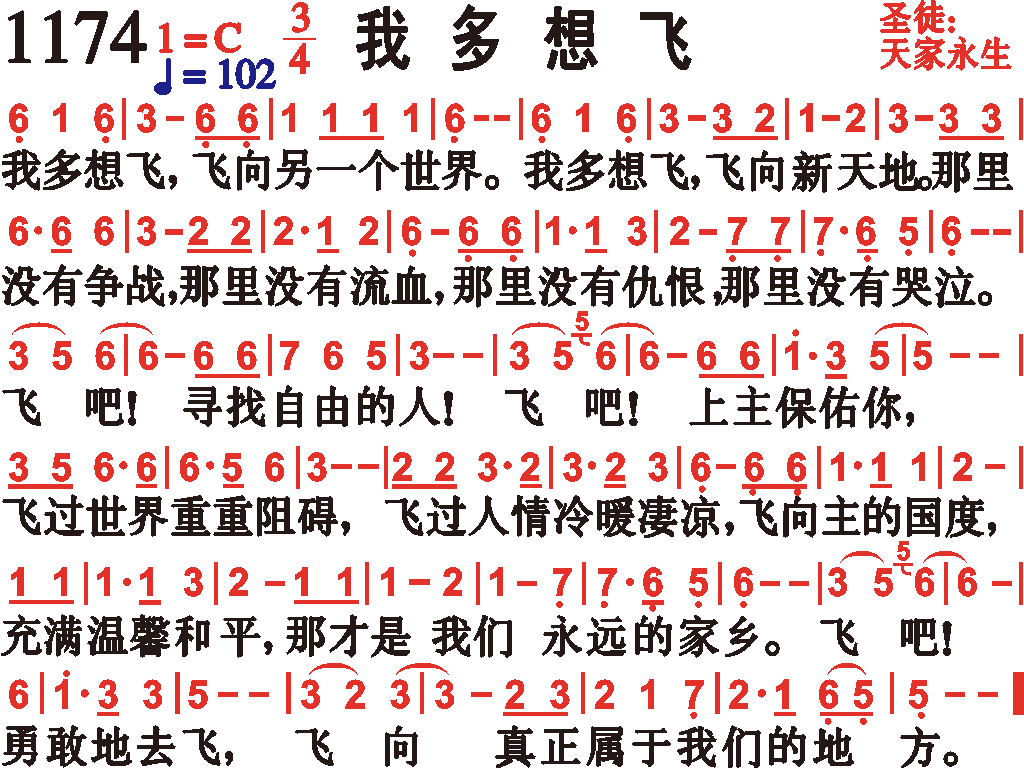 1174 1=C 3/4 我多想飞 圣徒:
♩=102 天家永生
6 1 6|3-6 6|1 1 1 1|6--|6 1 6|3-3 2|1-2|3-3 3|
我多想飞,飞向另一个世界。我多想飞,飞向新天地。那里
6·6 6|3-2 2|2·1 2|6-6 6|1·1 3|2-7 7|7·6 5|6--|
没有争战,那里没有流血,那里没有仇恨,那里没有哭泣。
3 5 6|6-6 6|7 6 5|3--|3 5 5 6|6-6 6|1·3 5|5--|
飞 吧! 寻找自由的人! 飞 吧! 上主保佑你,
3 5 6·6|6·5 6|3--|2 2 3·2|3·2 3|6-6 6|1·1 1|2-|
飞过世界重重阻碍, 飞过人情冷暖凄凉,飞向主的国度,
1 1|1·1 3|2-1 1|1-2|1-7|7·6 5|6--|3 5 5 6|6-|
充满温馨和平,那才是 我们 永远的家乡。 飞 吧!
6|1·3 3|5--|3 2 3|3-2 3|2 1 7|2·1 6 5|5--
勇敢地去飞, 飞 向 真正属于我们的地 方。